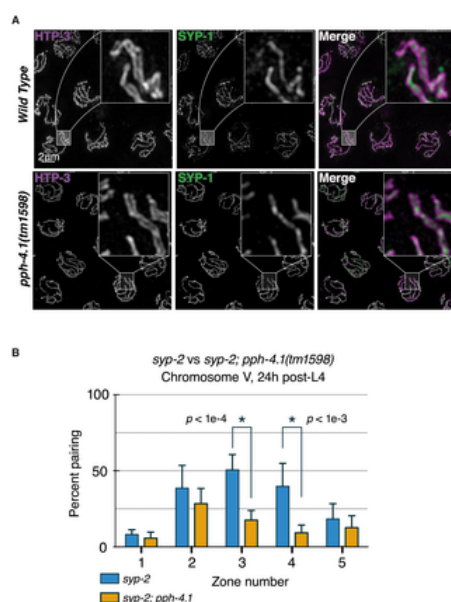 A
HTP-3
SYP-1
Merge
Wild Type
2μm
HTP-3
SYP-1
Merge
pph-4.1(tm1598)
B
syp-2 vs syp-2; pph-4.1(tm1598)
Chromosome V, 24h post-L4
100
p < 1e-4
*
*
p < 1e-3
Percent pairing
50
0
1
2
3
4
5
Zone number
syp-2
syp-2; pph-4.1